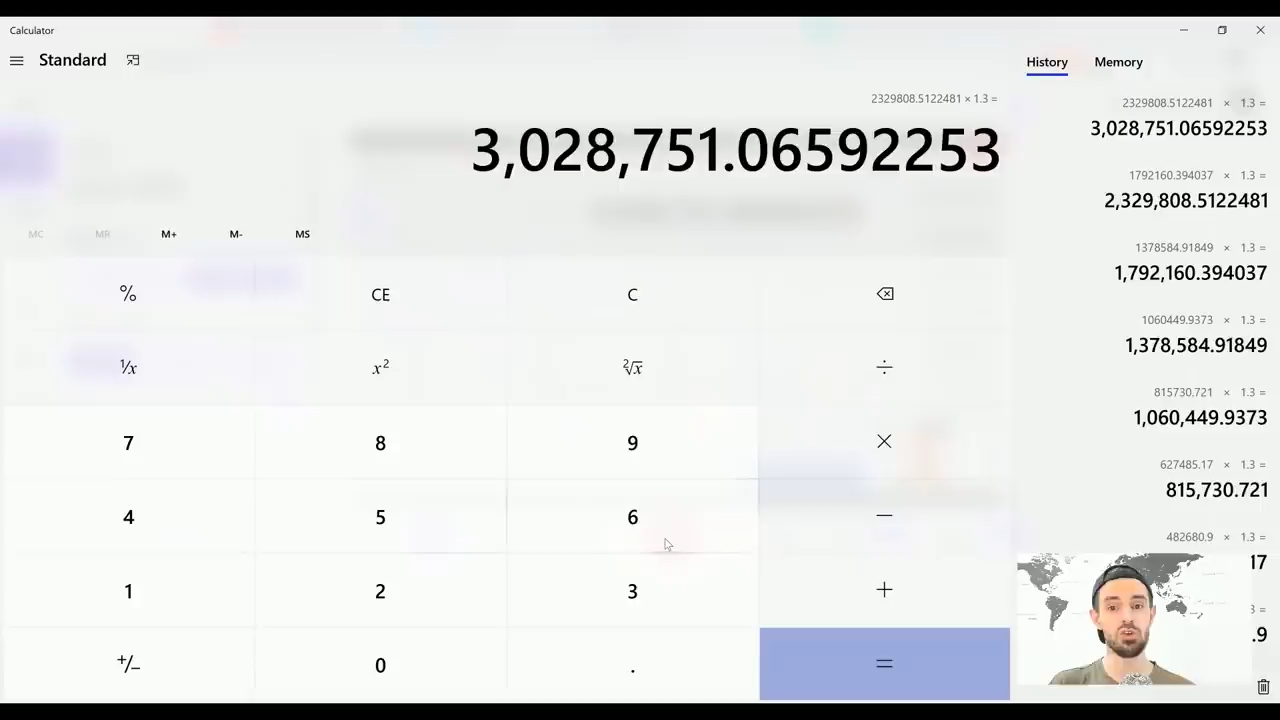 Calculator
Standard
History Memory
2329808.5122481 × 1.3 =
3,028,751.06592253
MC MR M+ M- MS
% CE C
⅟x x² ²√x ÷
7 8 9 ×
4 5 6 −
1 2 3 +
+/− 0 . =
2329808.5122481 × 1.3 =
3,028,751.06592253
1792160.394037 × 1.3 =
2,329,808.5122481
1378584.91849 × 1.3 =
1,792,160.394037
1060449.9373 × 1.3 =
1,378,584.91849
815730.721 × 1.3 =
1,060,449.9373
627485.17 × 1.3 =
815,730.721
482680.9 × 1.3 =
17
3 =
.9